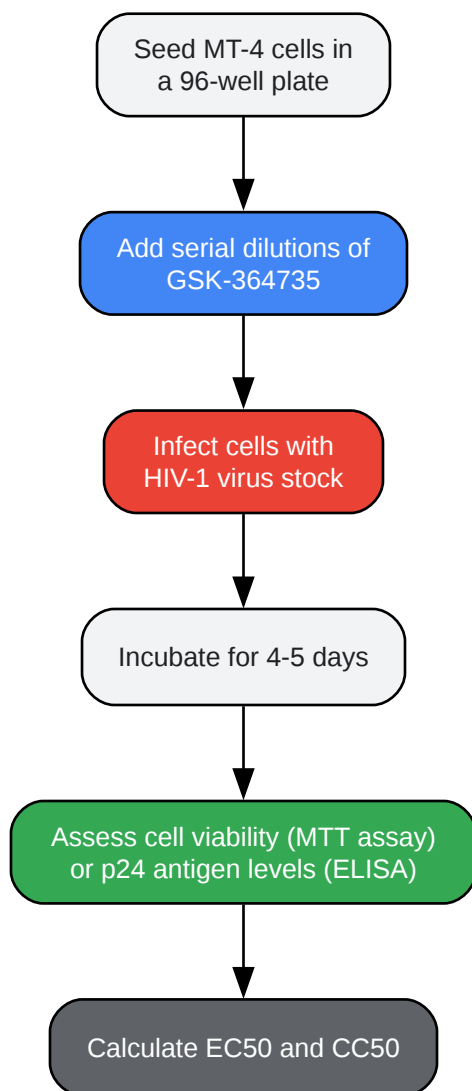 Seed MT-4 cells in
a 96-well plate
Add serial dilutions of
GSK-364735
Infect cells with
HIV-1 virus stock
Incubate for 4-5 days
Assess cell viability (MTT assay)
or p24 antigen levels (ELISA)
Calculate EC50 and CC50